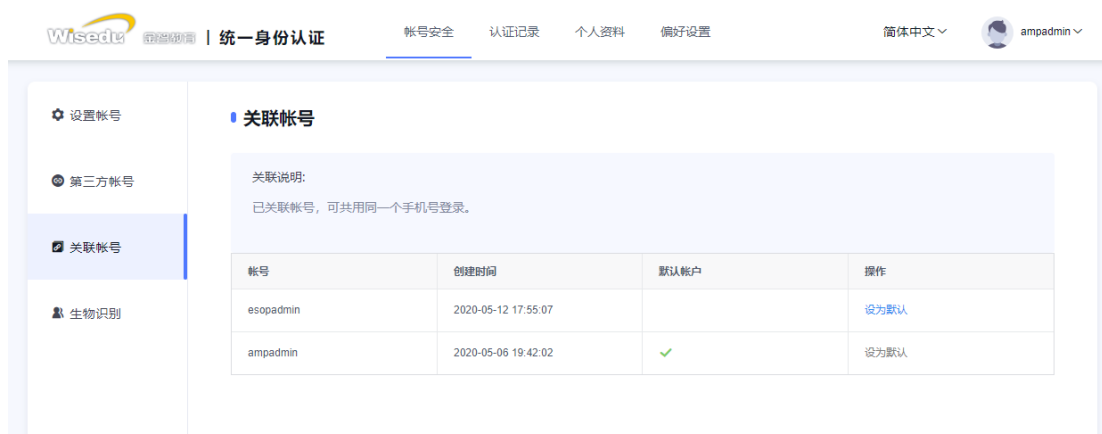 Wisedu 金智教育 | 统一身份认证 帐号安全 认证记录 个人资料 偏好设置 简体中文 ampadmin
设置帐号
第三方帐号
关联帐号
生物识别
关联帐号
关联说明:
已关联帐号，可共用同一个手机号登录。
帐号 创建时间 默认帐户 操作
esopadmin 2020-05-12 17:55:07 设为默认
ampadmin 2020-05-06 19:42:02 设为默认